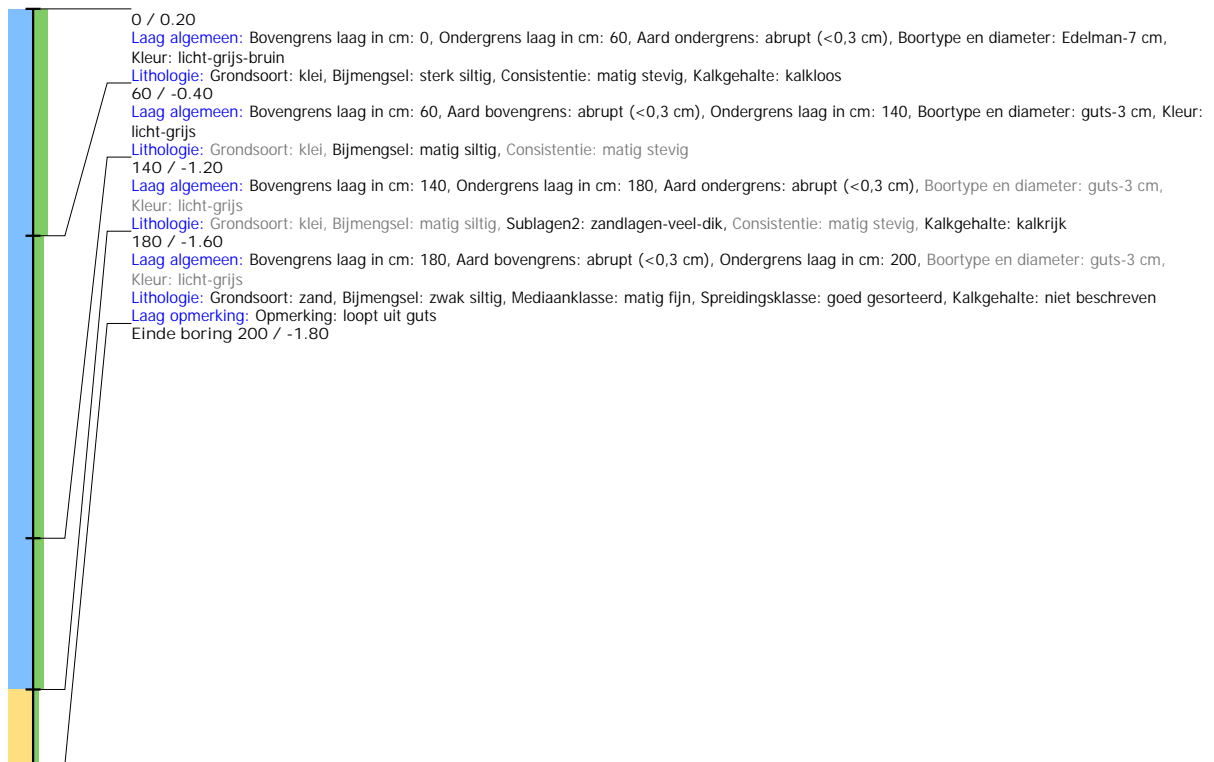 0 / 0.20
Laag algemeen: Bovengrens laag in cm: 0, Ondergrens laag in cm: 60, Aard ondergrens: abrupt (<0,3 cm), Boortype en diameter: Edelman-7 cm,
Kleur: licht-grijs-bruin
Lithologie: Grondsoort: klei, Bijmengsel: sterk siltig, Consistentie: matig stevig, Kalkgehalte: kalkloos
60 / -0.40
Laag algemeen: Bovengrens laag in cm: 60, Aard bovengrens: abrupt (<0,3 cm), Ondergrens laag in cm: 140, Boortype en diameter: guts-3 cm, Kleur:
licht-grijs
Lithologie: Grondsoort: klei, Bijmengsel: matig siltig, Consistentie: matig stevig
140 / -1.20
Laag algemeen: Bovengrens laag in cm: 140, Ondergrens laag in cm: 180, Aard ondergrens: abrupt (<0,3 cm), Boortype en diameter: guts-3 cm,
Kleur: licht-grijs
Lithologie: Grondsoort: klei, Bijmengsel: matig siltig, Sublagen2: zandlagen-veel-dik, Consistentie: matig stevig, Kalkgehalte: kalkrijk
180 / -1.60
Laag algemeen: Bovengrens laag in cm: 180, Aard bovengrens: abrupt (<0,3 cm), Ondergrens laag in cm: 200, Boortype en diameter: guts-3 cm,
Kleur: licht-grijs
Lithologie: Grondsoort: zand, Bijmengsel: zwak siltig, Mediaanklasse: matig fijn, Spreidingsklasse: goed gesorteerd, Kalkgehalte: niet beschreven
Laag opmerking: Opmerking: loopt uit guts
Einde boring 200 / -1.80